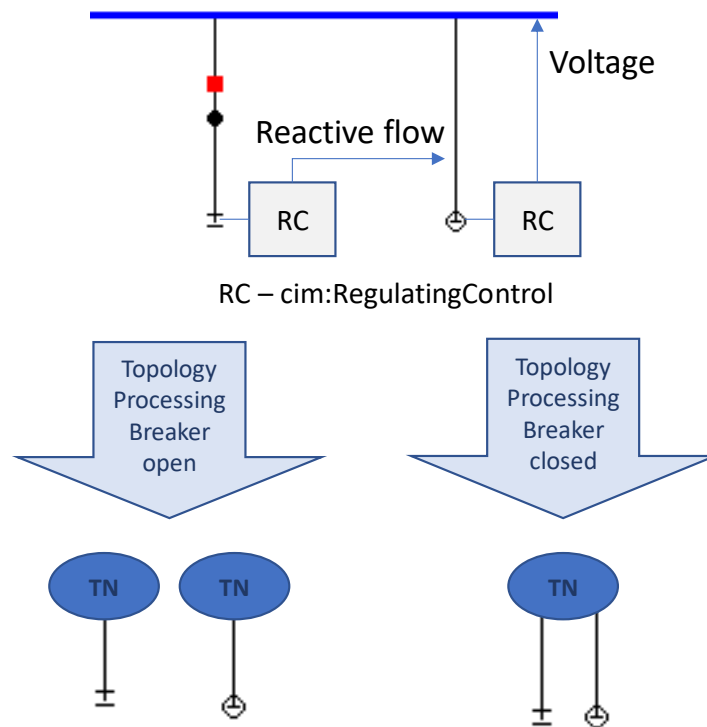 Voltage
Reactive flow
RC
RC
RC – cim:RegulatingControl
Topology
Processing
Breaker
open
Topology
Processing
Breaker
closed
TN
TN
TN